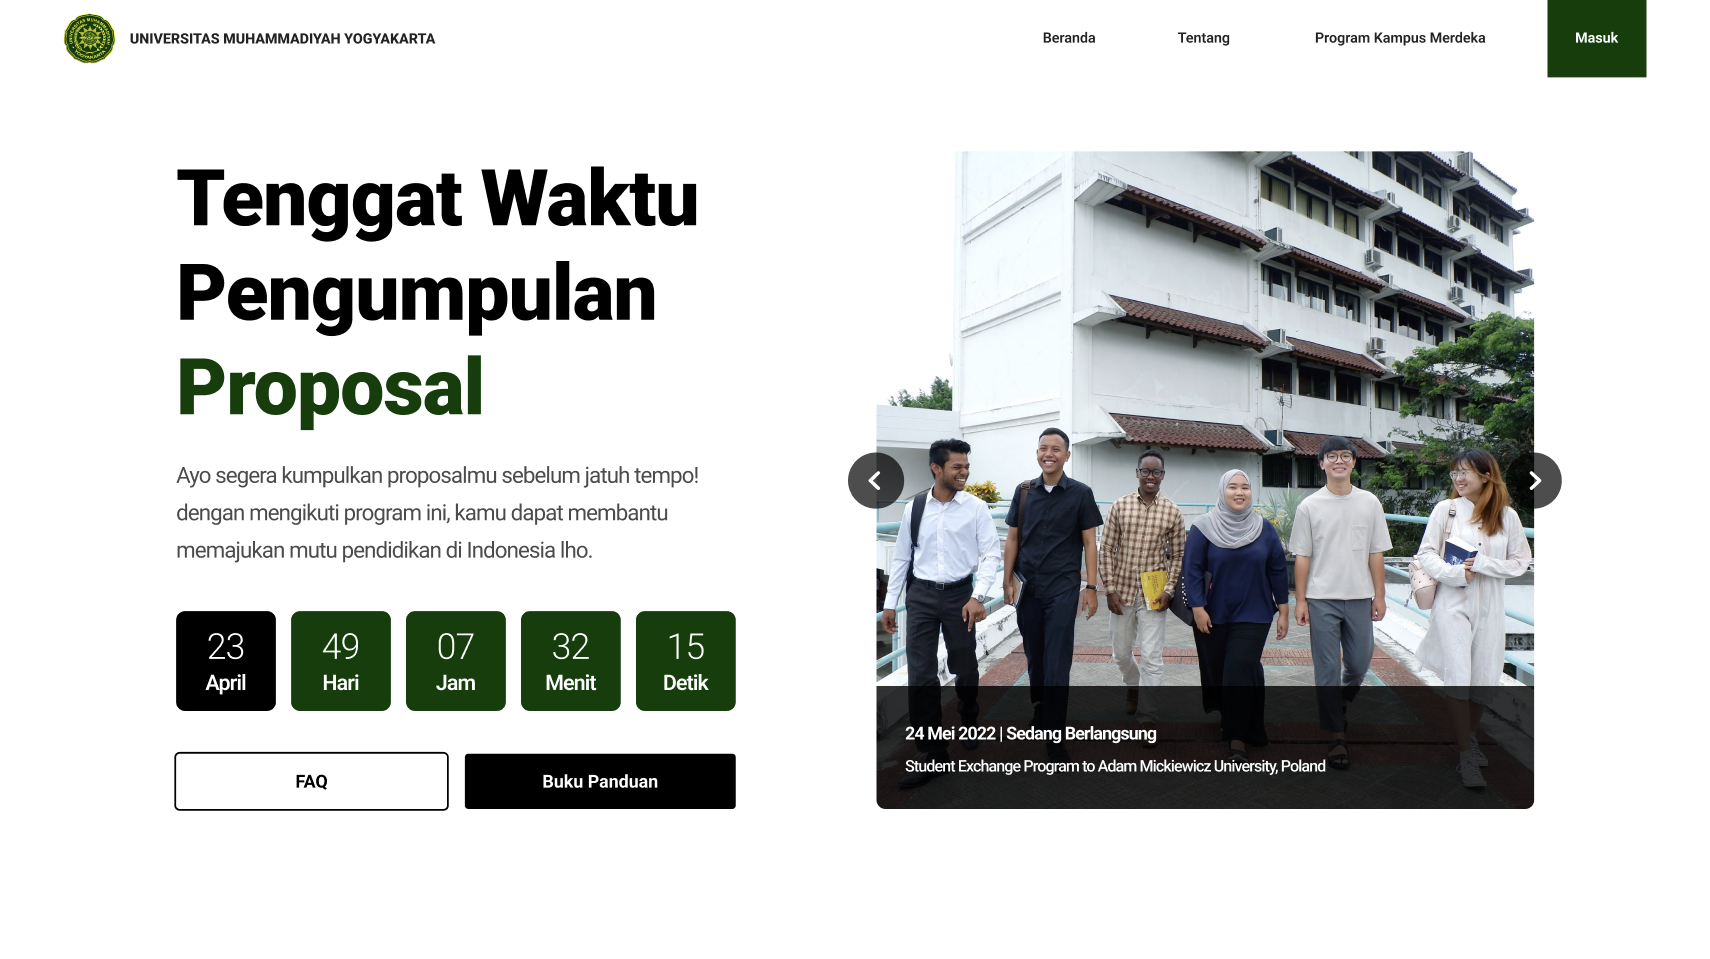 UNIVERSITAS MUHAMMADIYAH YOGYAKARTA
Beranda
Tentang
Program Kampus Merdeka
Masuk
Tenggat Waktu
Pengumpulan
Proposal
Ayo segera kumpulkan proposalmu sebelum jatuh tempo!
dengan mengikuti program ini, kamu dapat membantu
memajukan mutu pendidikan di Indonesia lho.
23
April
49
Hari
07
Jam
32
Menit
15
Detik
FAQ
Buku Panduan
24 Mei 2022 | Sedang Berlangsung
Student Exchange Program to Adam Mickiewicz University, Poland